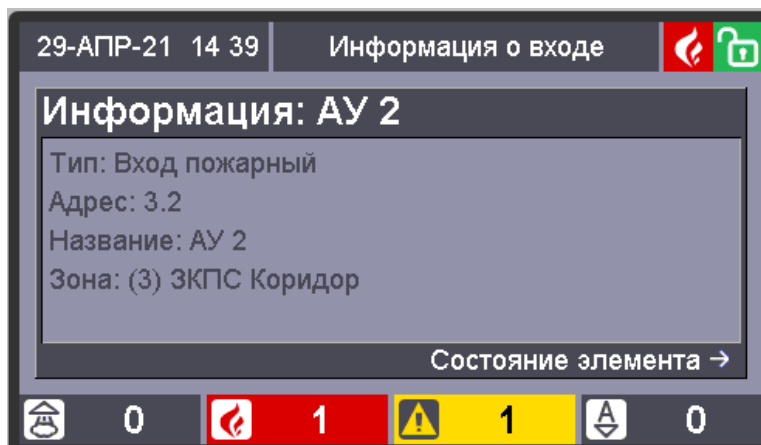 29-АПР-21 14 39 Информация о входе
Информация: АУ 2
Тип: Вход пожарный
Адрес: 3.2
Название: АУ 2
Зона: (3) ЗКПС Коридор
Состояние элемента →
0 1 1 A 0